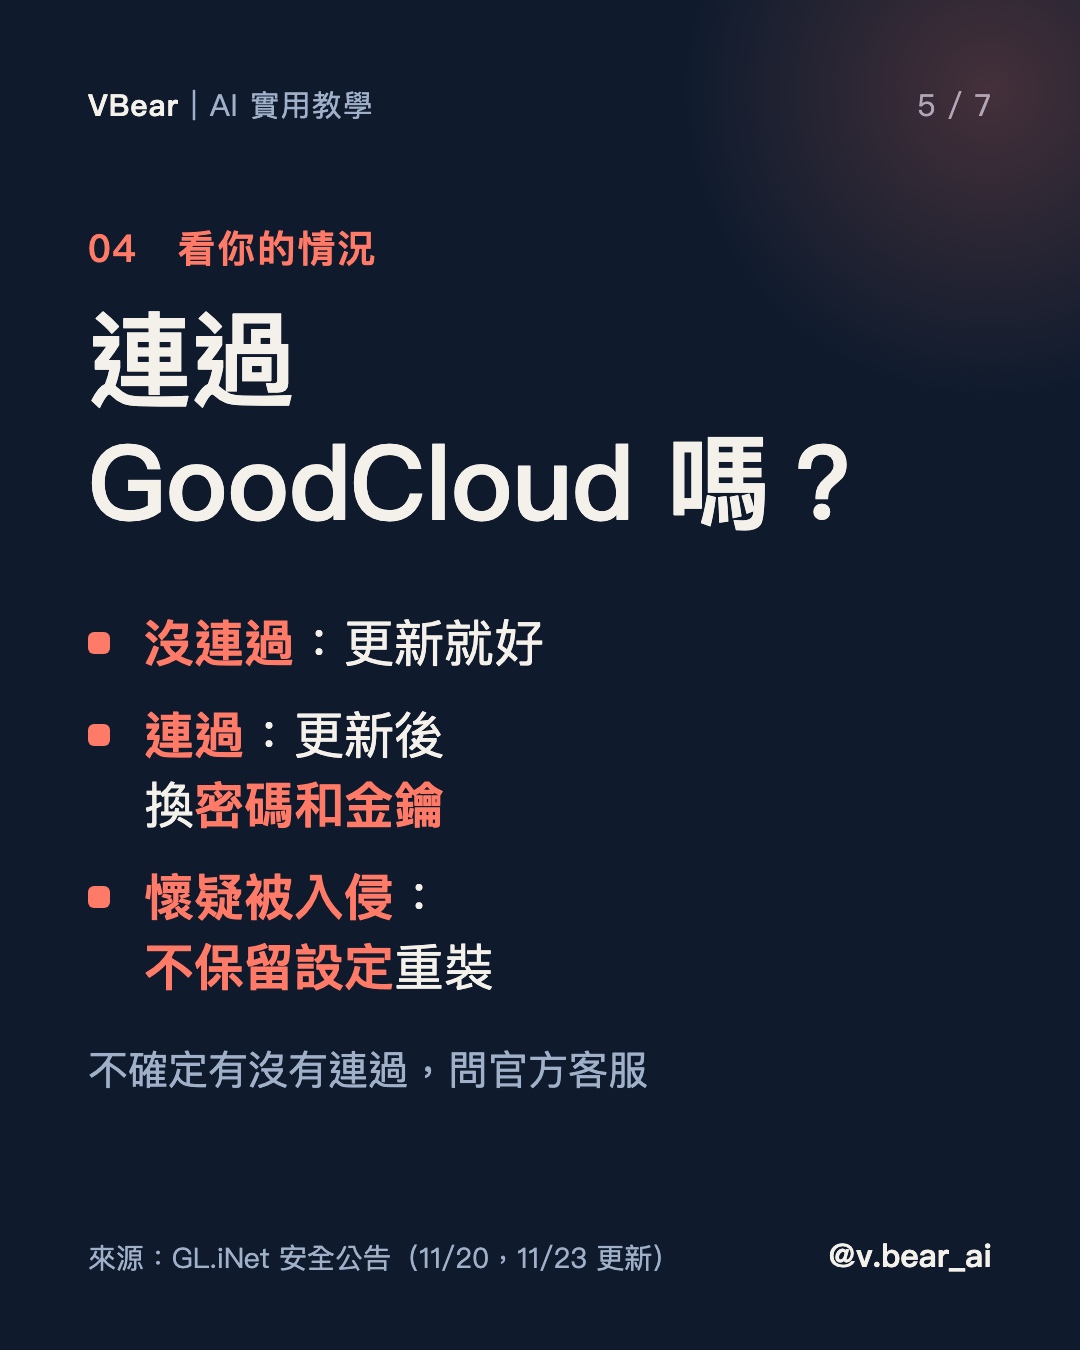 VBear | AI 實用教學
5 / 7
04 看你的情況
連過
GoodCloud 嗎？
沒連過：更新就好
連過：更新後
換密碼和金鑰
懷疑被入侵：
不保留設定重裝
不確定有沒有連過，問官方客服
來源：GL.iNet 安全公告（11/20，11/23 更新）
@v.bear_ai